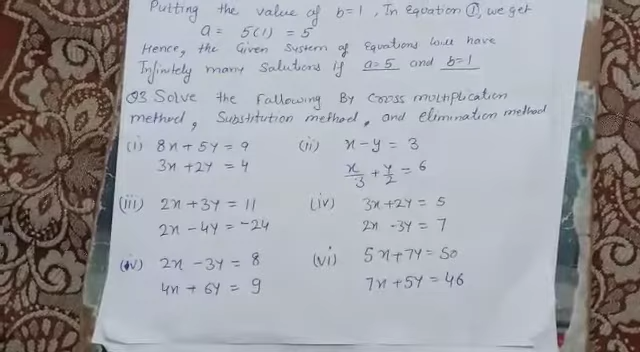 Putting the value of b=1, In Equation ①, we get
a = 5(1) = 5
Hence, the Given System of Equations will have
Infinitely many Solutions if a=5 and b=1
Q3 Solve the Following By Cross multiplication
method, Substitution method, and elimination method
(i) 8x + 5y = 9 (ii) x - y = 3
3x + 2y = 4 x/3 + y/2 = 6
(iii) 2x + 3y = 11 (iv) 3x + 2y = 5
2x - 4y = -24 2x - 3y = 7
(v) 2x - 3y = 8 (vi) 5x + 7y = 50
4x + 6y = 9 7x + 5y = 46